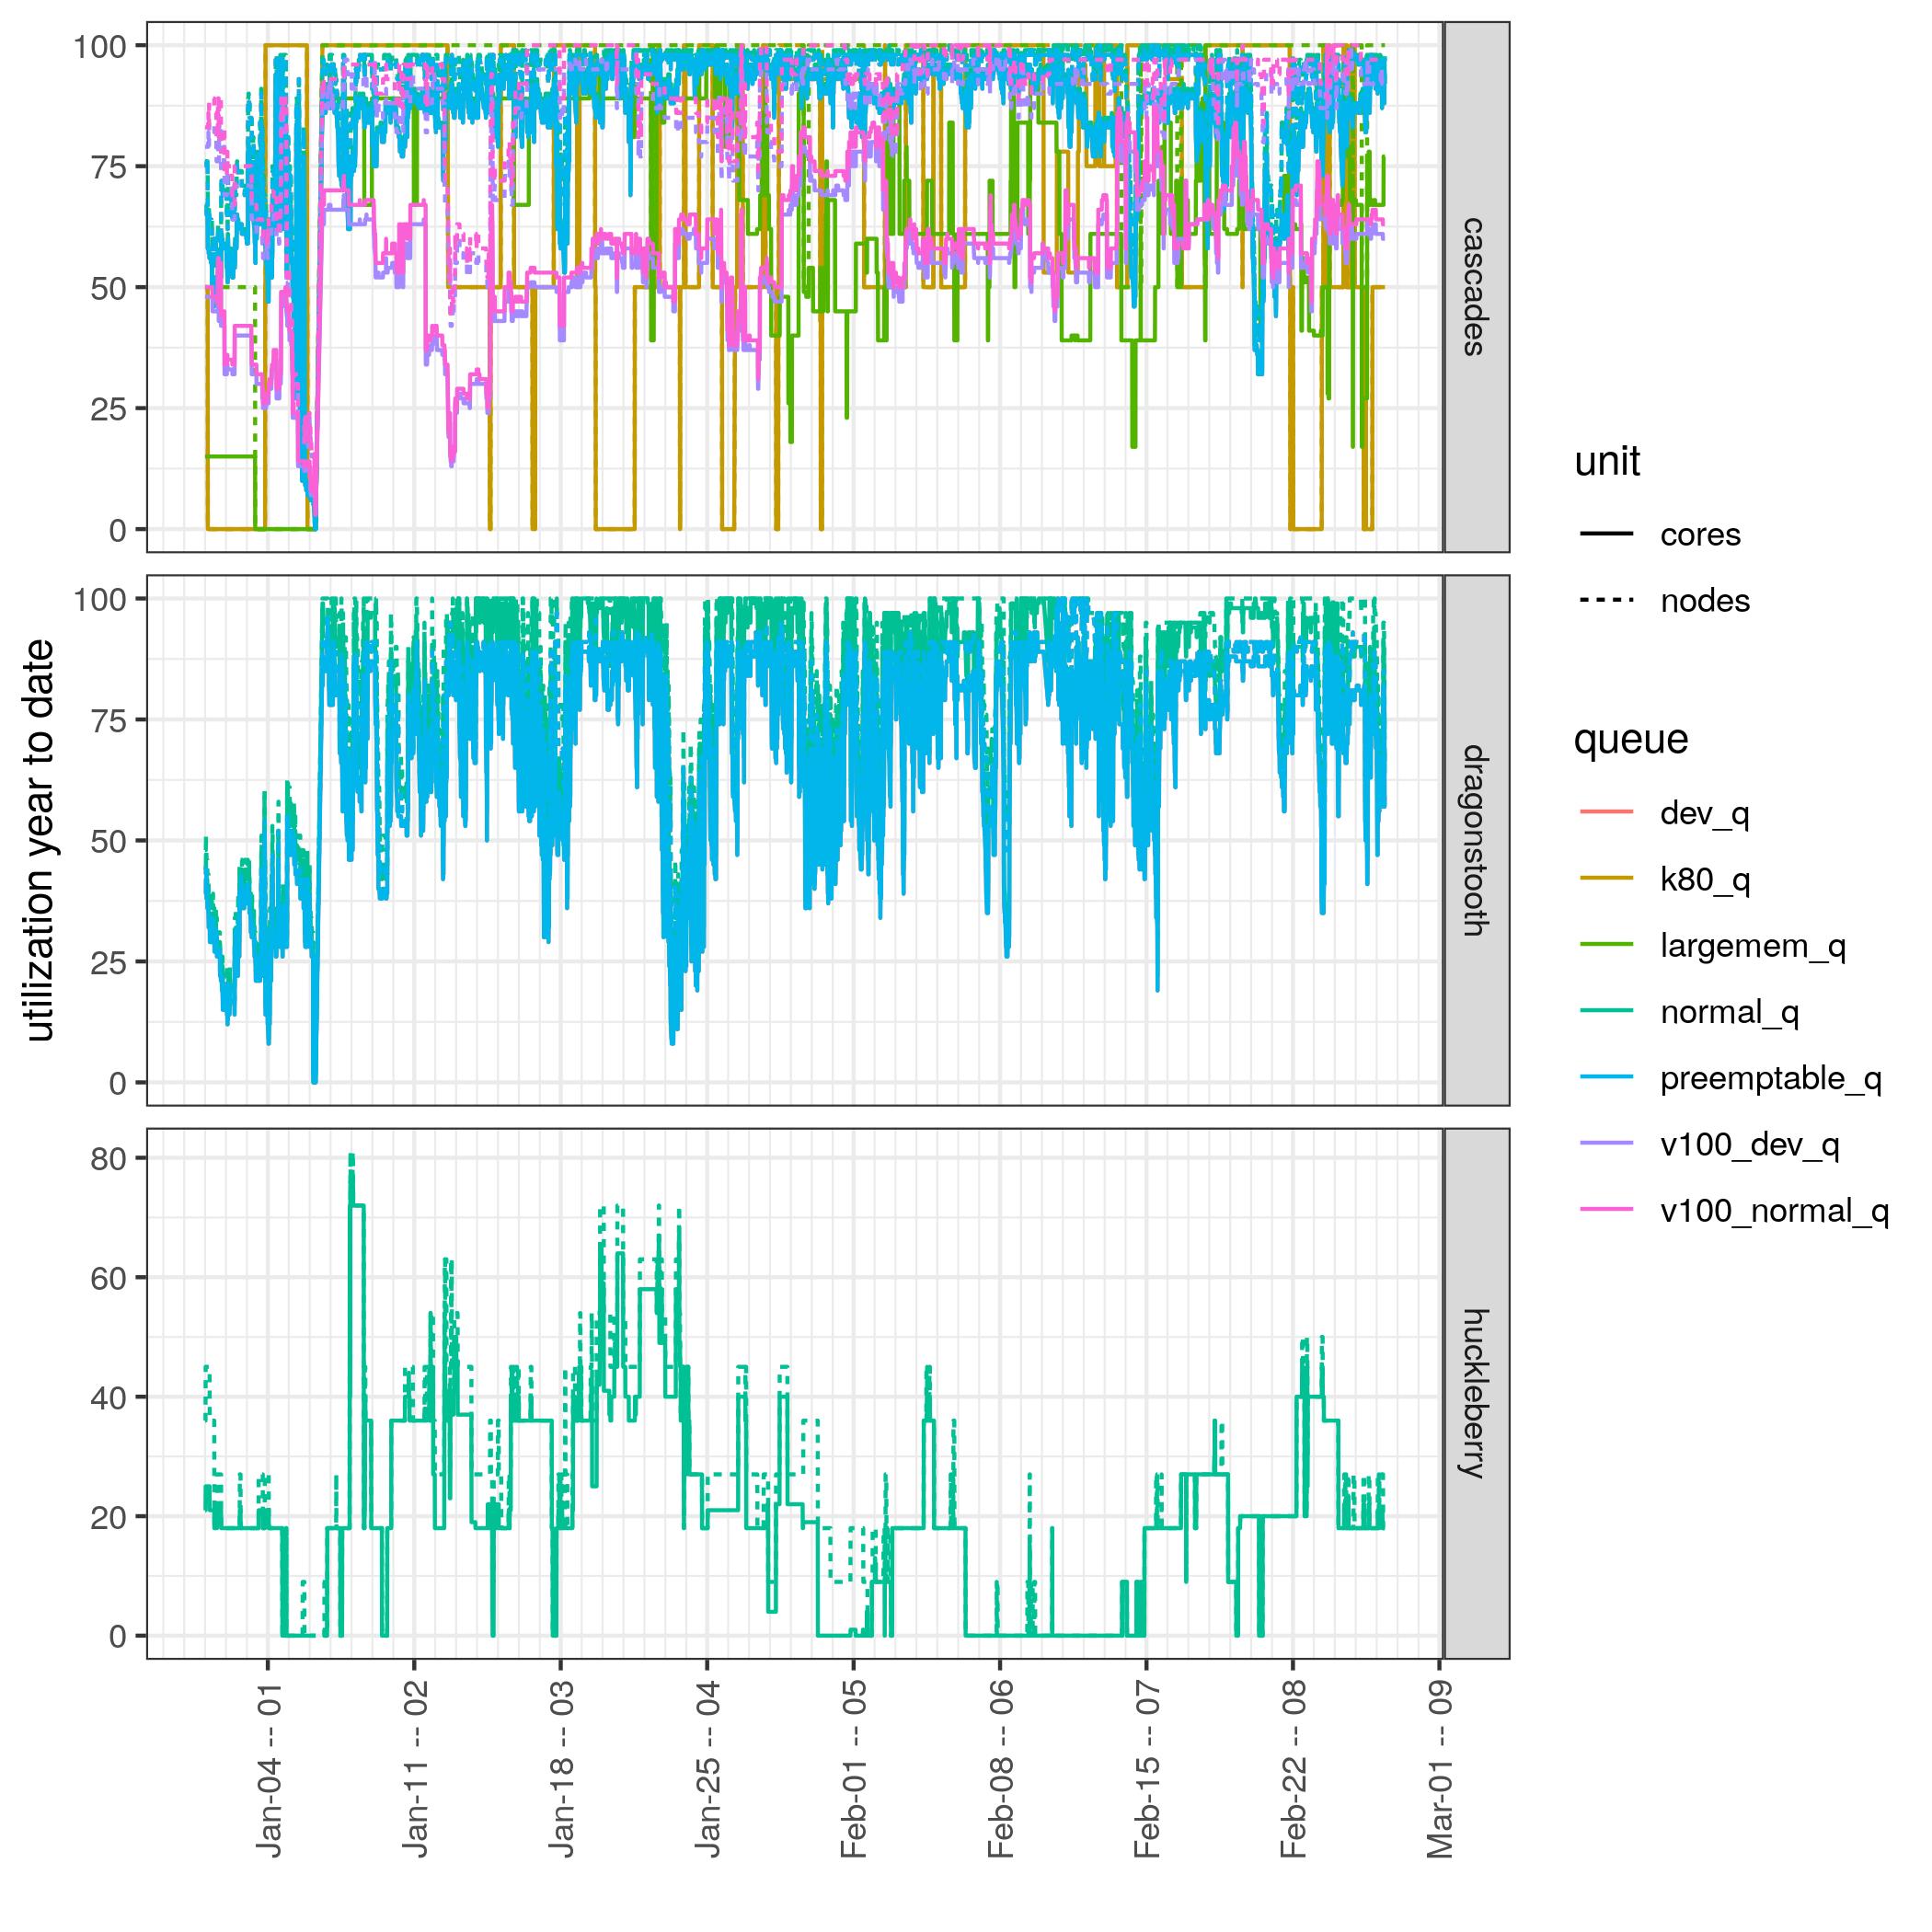 utilization year to date
100
75
50
25
0
cascades
100
75
50
25
0
dragonstooth
80
60
40
20
0
huckleberry
Jan-04 -- 01
Jan-11 -- 02
Jan-18 -- 03
Jan-25 -- 04
Feb-01 -- 05
Feb-08 -- 06
Feb-15 -- 07
Feb-22 -- 08
Mar-01 -- 09
unit
cores
nodes
queue
dev_q
k80_q
largemem_q
normal_q
preemptable_q
v100_dev_q
v100_normal_q